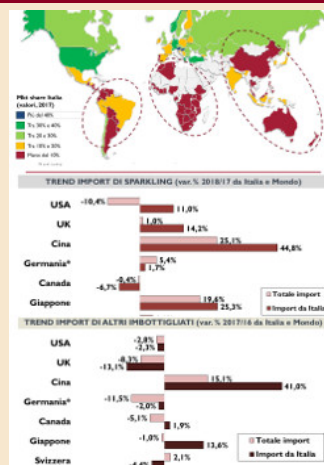 Mkt share Italia
(valori, 2017)
Più del 40%
Tra 30% e 40%
Tra 20 e 30%
Tra 10% e 20%
Meno del 10%
TREND IMPORT DI SPARKLING (var. % 2018/17 da Italia e Mondo)
USA
-10,4%
11,0%
UK
1,0%
14,2%
Cina
25,1%
44,8%
Germania*
5,4%
1,7%
Canada
-0,4%
-6,7%
Giappone
19,6%
25,3%
Totale import
Import da Italia
TREND IMPORT DI ALTRI IMBOTTIGLIATI (var. % 2017/16 da Italia e Mondo)
USA
-2,8%
-2,3%
UK
-8,3%
-13,1%
Cina
15,1%
41,0%
Germania*
-11,5%
-2,0%
Canada
-5,1%
1,9%
Giappone
-1,0%
13,6%
Svizzera
2,1%
-4,4%
Totale import
Import da Italia